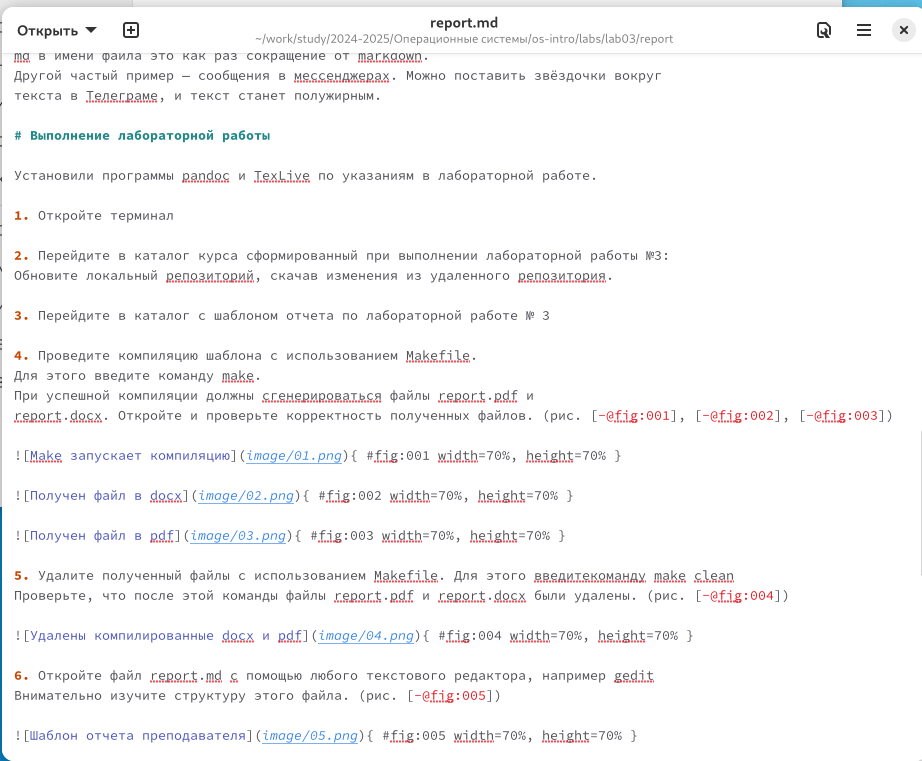 Открыть
report.md
~/work/study/2024-2025/Операционные системы/os-intro/labs/lab03/report
md в имени файла это как раз сокращение от markdown.
Другой частый пример — сообщения в мессенджерах. Можно поставить звёздочки вокруг
текста в Телеграме, и текст станет полужирным.
# Выполнение лабораторной работы
Установили программы pandoc и TexLive по указаниям в лабораторной работе.
1. Откройте терминал
2. Перейдите в каталог курса сформированный при выполнении лабораторной работы №3:
Обновите локальный репозиторий, скачав изменения из удаленного репозитория.
3. Перейдите в каталог с шаблоном отчета по лабораторной работе № 3
4. Проведите компиляцию шаблона с использованием Makefile.
Для этого введите команду make.
При успешной компиляции должны сгенерироваться файлы report.pdf и
report.docx. Откройте и проверьте корректность полученных файлов. (рис. [-@fig:001], [-@fig:002], [-@fig:003])
![Make запускает компиляцию](image/01.png){ #fig:001 width=70%, height=70% }
![Получен файл в docx](image/02.png){ #fig:002 width=70%, height=70% }
![Получен файл в pdf](image/03.png){ #fig:003 width=70%, height=70% }
5. Удалите полученный файлы с использованием Makefile. Для этого введитекоманду make clean
Проверьте, что после этой команды файлы report.pdf и report.docx были удалены. (рис. [-@fig:004])
![Удалены компилированные docx и pdf](image/04.png){ #fig:004 width=70%, height=70% }
6. Откройте файл report.md c помощью любого текстового редактора, например gedit
Внимательно изучите структуру этого файла. (рис. [-@fig:005])
![Шаблон отчета преподавателя](image/05.png){ #fig:005 width=70%, height=70% }